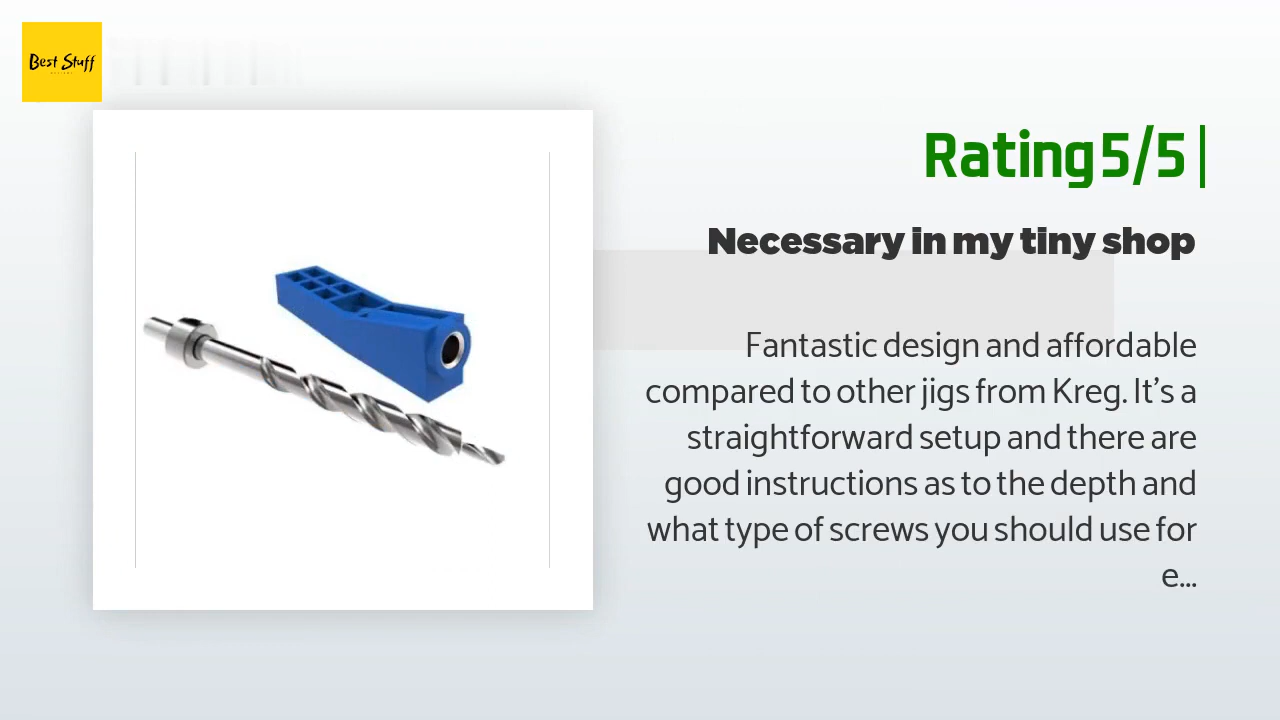 Best Stuff
Rating 5/5
Necessary in my tiny shop
Fantastic design and affordable
compared to other jigs from Kreg. It’s a
straightforward setup and there are
good instructions as to the depth and
what type of screws you should use for
e...